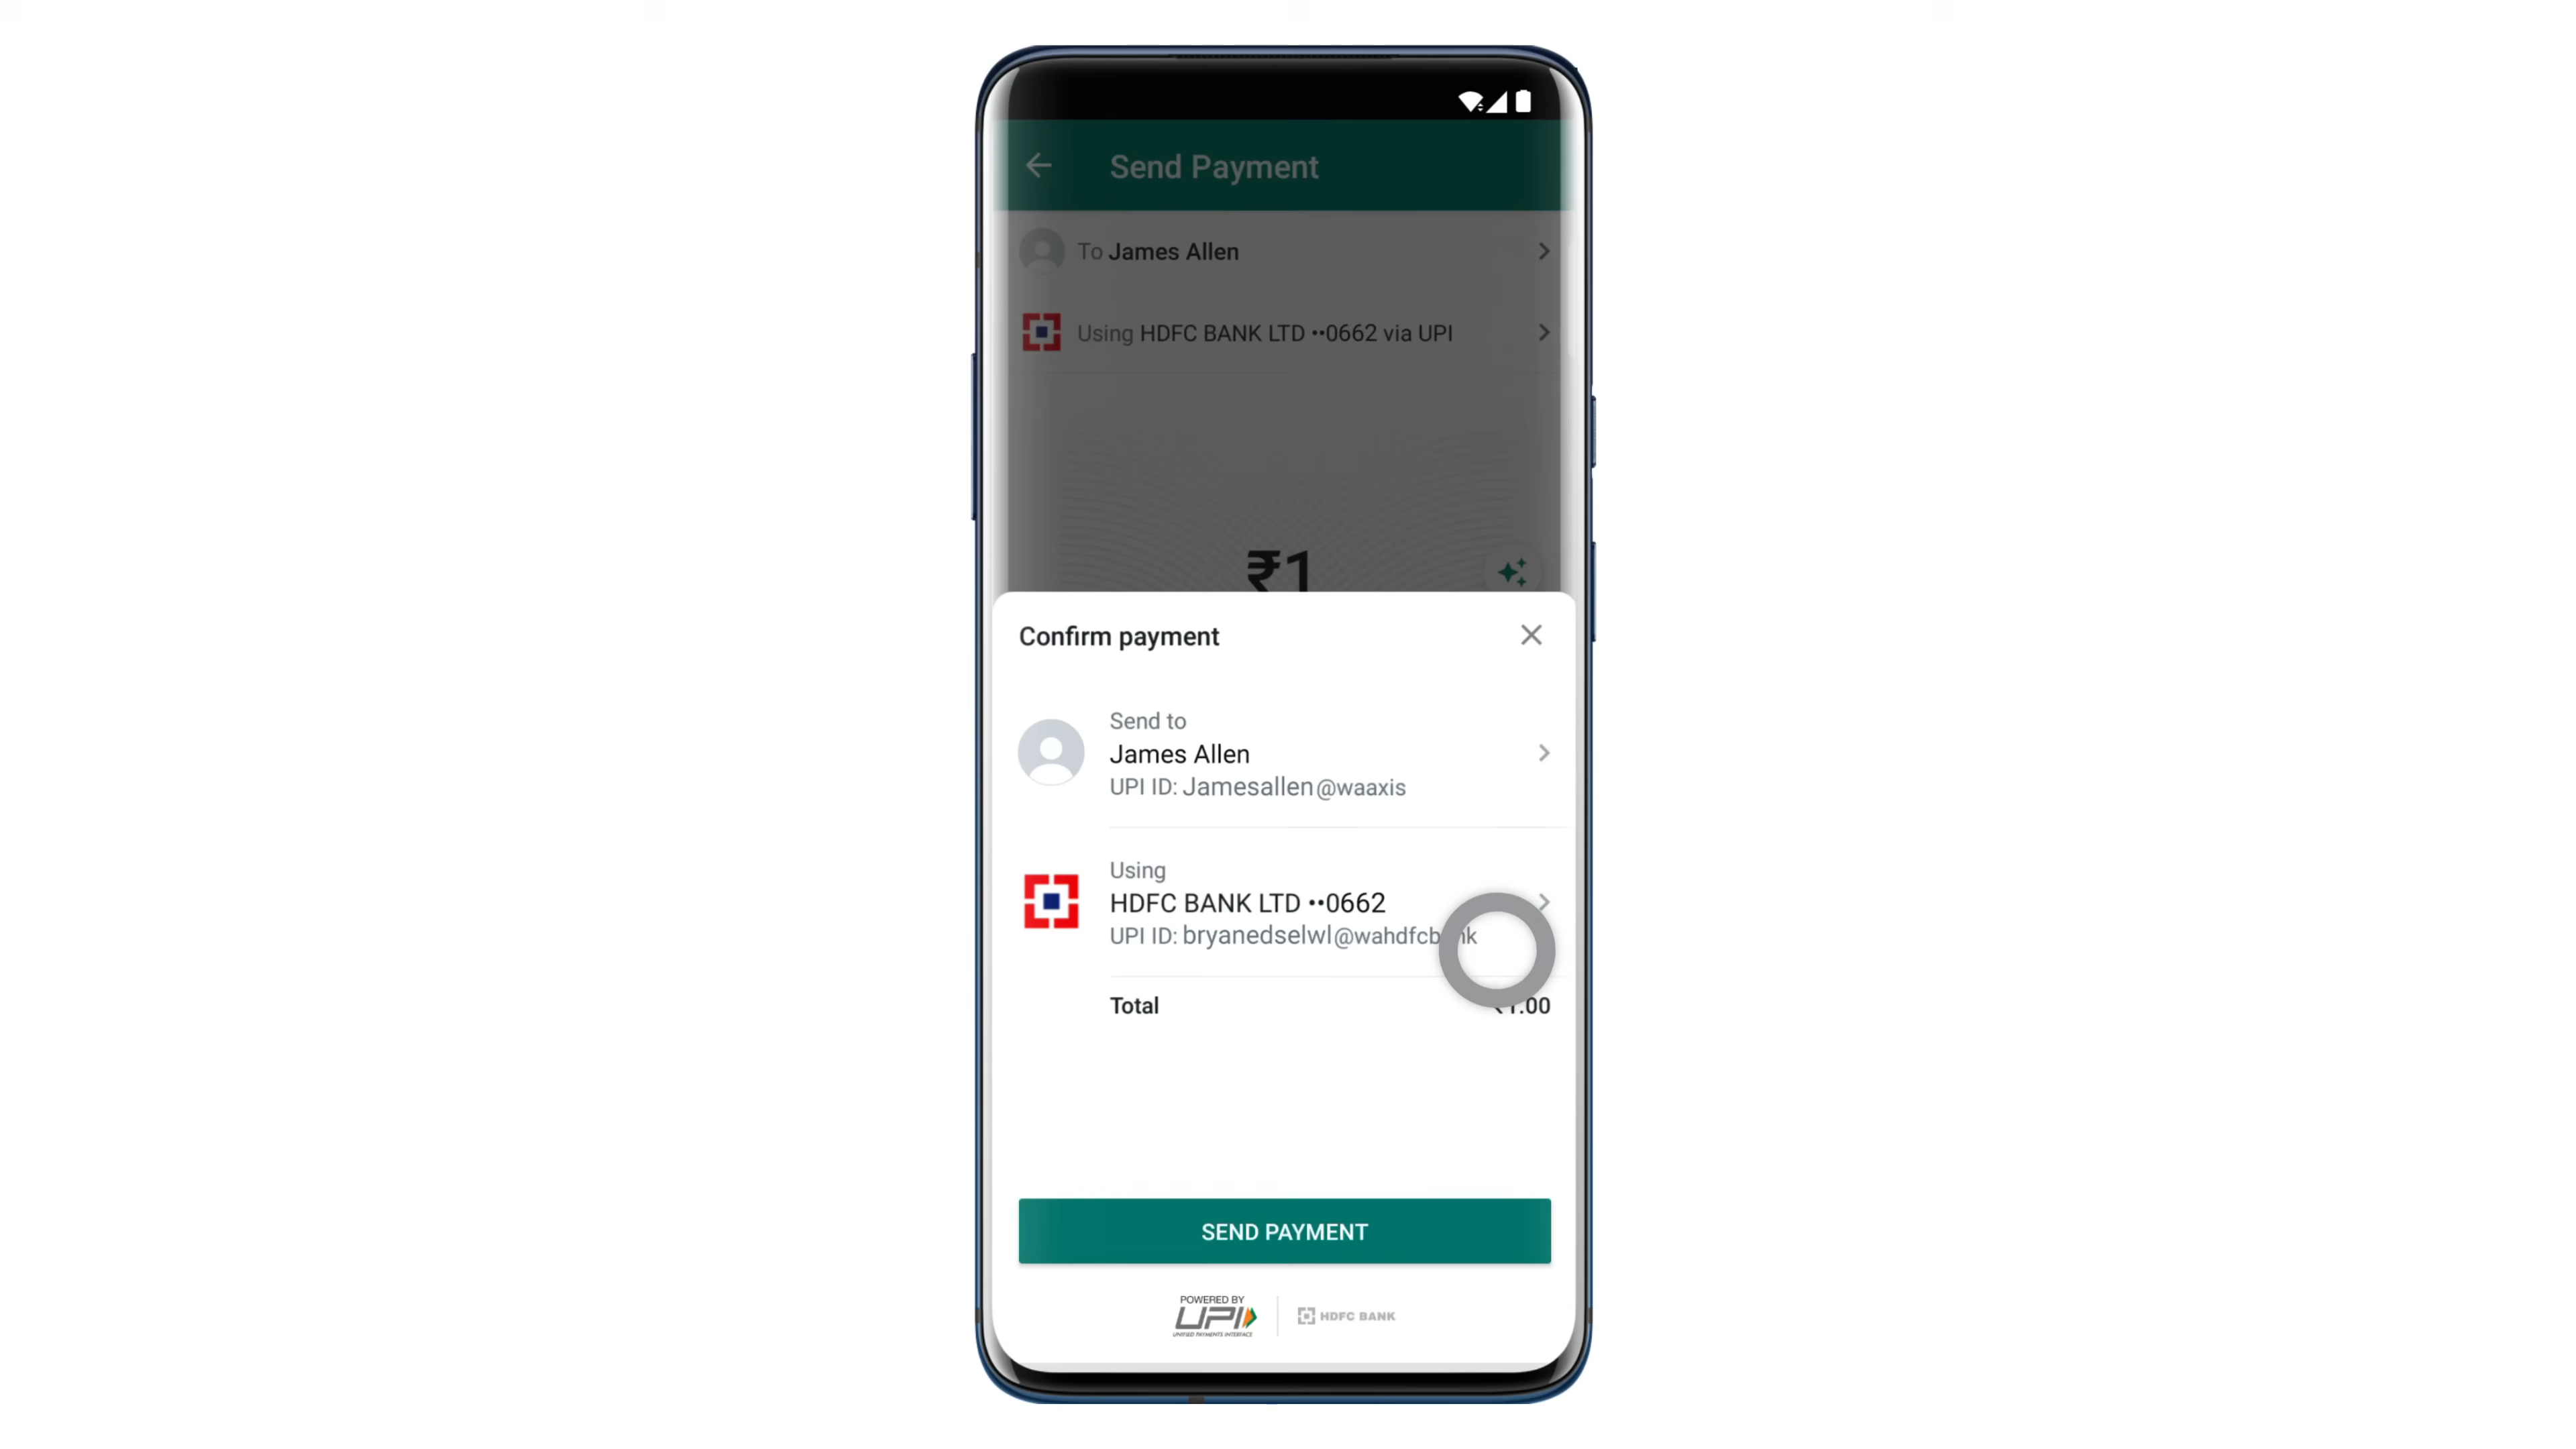 Send Payment
To James Allen
Using HDFC BANK LTD ••0662 via UPI
₹1
Confirm payment
Send to
James Allen
UPI ID: Jamesallen@waaxis
Using
HDFC BANK LTD ••0662
UPI ID: bryanedselwl
Total ₹1.00
SEND PAYMENT
POWERED BY
UPI
UNIFIED PAYMENTS INTERFACE
HDFC BANK